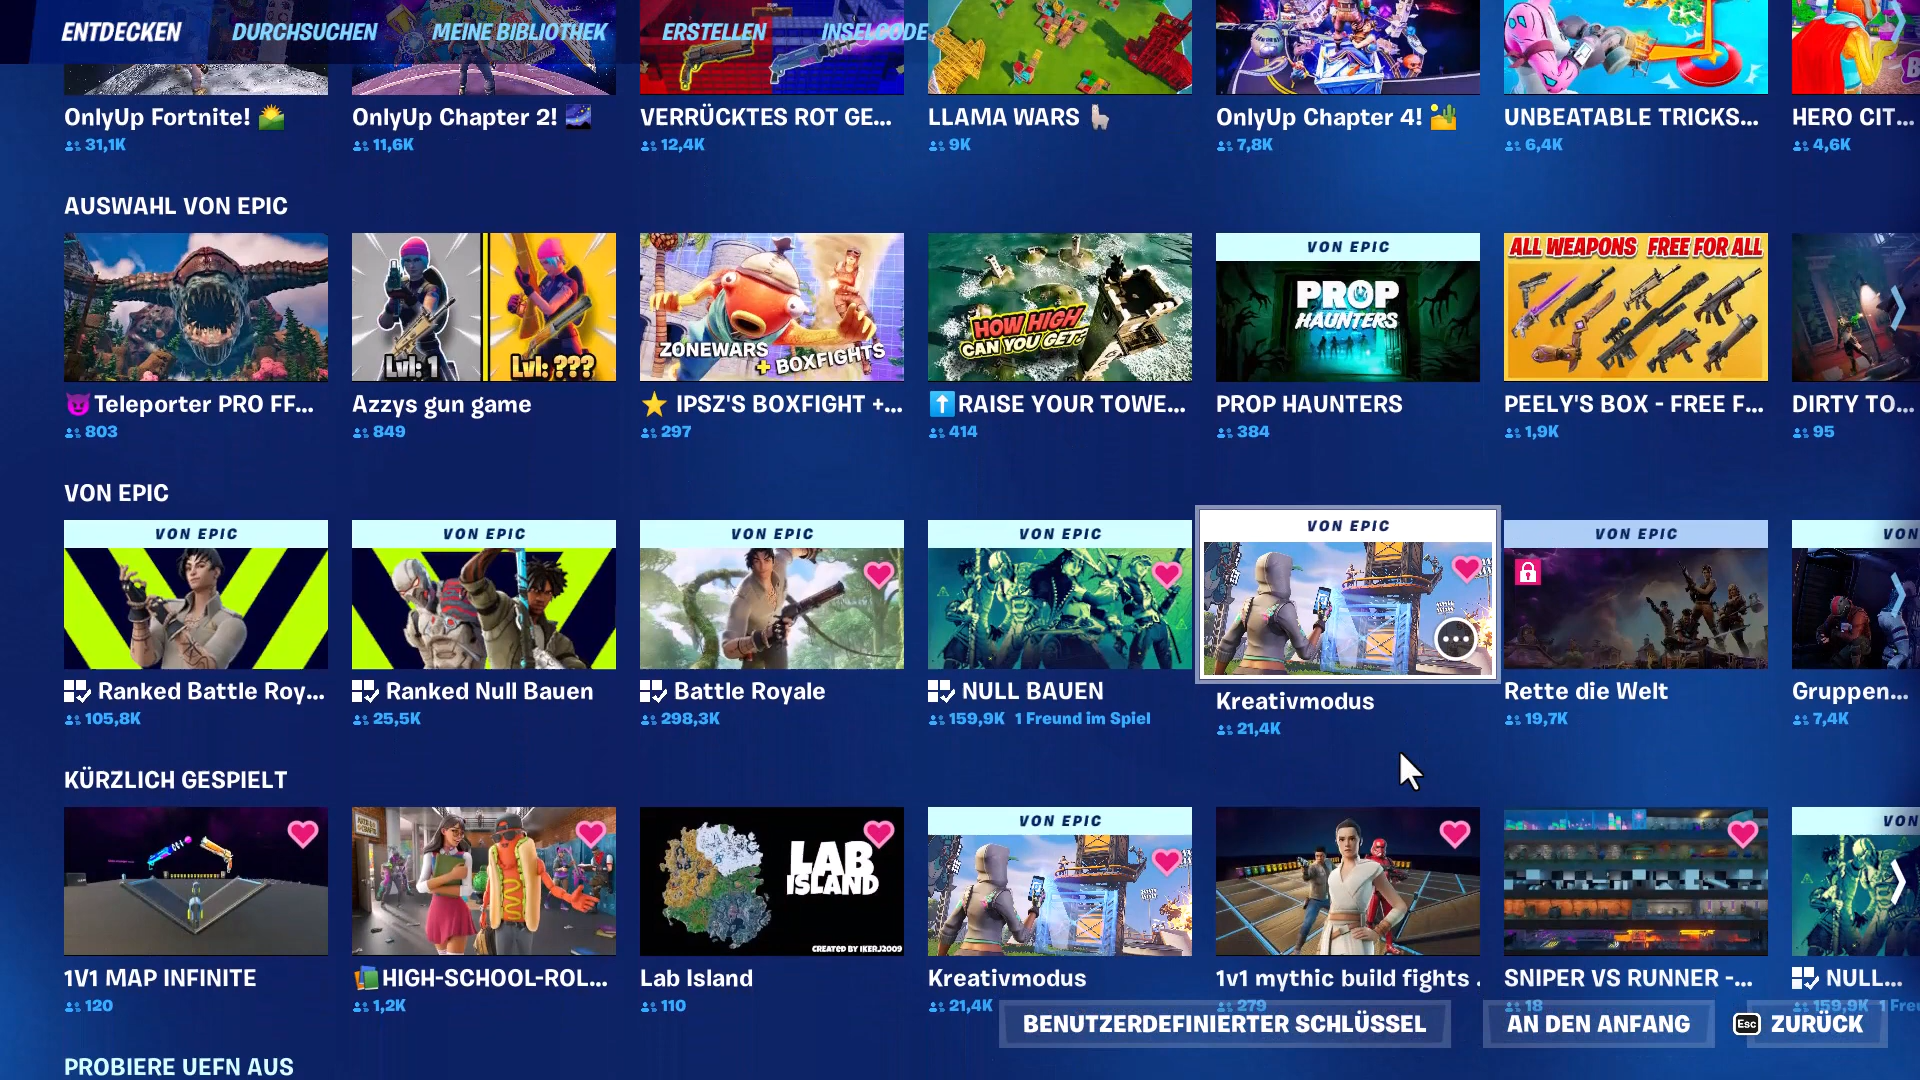 ENTDECKEN DURCHSUCHEN MEINE BIBLIOTHEK ERSTELLEN INSELCODE
OnlyUp Fortnite! OnlyUp Chapter 2! VERRÜCKTES ROT GE... LLAMA WARS OnlyUp Chapter 4! UNBEATABLE TRICKS... HERO CIT...
31,1K 11,6K 12,4K 9K 7,8K 6,4K 4,6K
AUSWAHL VON EPIC
Lvl: 1 Lvl: ???
ZONEWARS
+ BOXFIGHTS
HOW HIGH
CAN YOU GET?
VON EPIC
PROP
HAUNTERS
ALL WEAPONS FREE FOR ALL
😈Teleporter PRO FF... Azzys gun game ⭐ IPSZ'S BOXFIGHT +... ⬆️RAISE YOUR TOWE... PROP HAUNTERS PEELY'S BOX - FREE F... DIRTY TO...
803 849 297 414 384 1,9K 95
VON EPIC
VON EPIC VON EPIC VON EPIC VON EPIC VON EPIC VON EPIC VON
Ranked Battle Roy... Ranked Null Bauen Battle Royale NULL BAUEN Kreativmodus Rette die Welt Gruppen...
105,8K 25,5K 298,3K 159,9K 1 Freund im Spiel 21,4K 19,7K 7,4K
KÜRZLICH GESPIELT
LAB
ISLAND
CREATED BY IKERJ2009
VON EPIC VON
1V1 MAP INFINITE HIGH-SCHOOL-ROL... Lab Island Kreativmodus 1v1 mythic build fights . SNIPER VS RUNNER -... NULL...
120 1,2K 110 21,4K 279 18 159,9K 1 Fre
BENUTZERDEFINIERTER SCHLÜSSEL AN DEN ANFANG Esc ZURÜCK
PROBIERE UEFN AUS